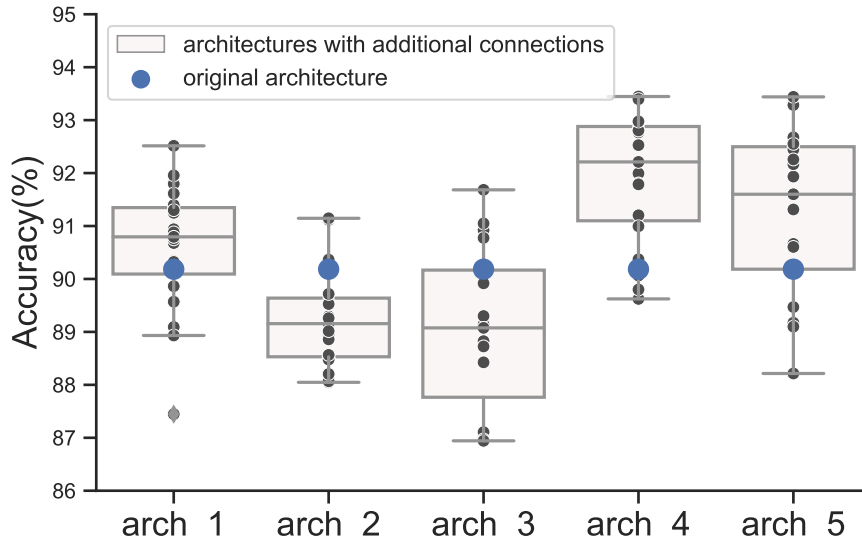 95
94
93
92
91
90
89
88
87
86
Accuracy(%)
architectures with additional connections
original architecture
arch 1
arch 2
arch 3
arch 4
arch 5